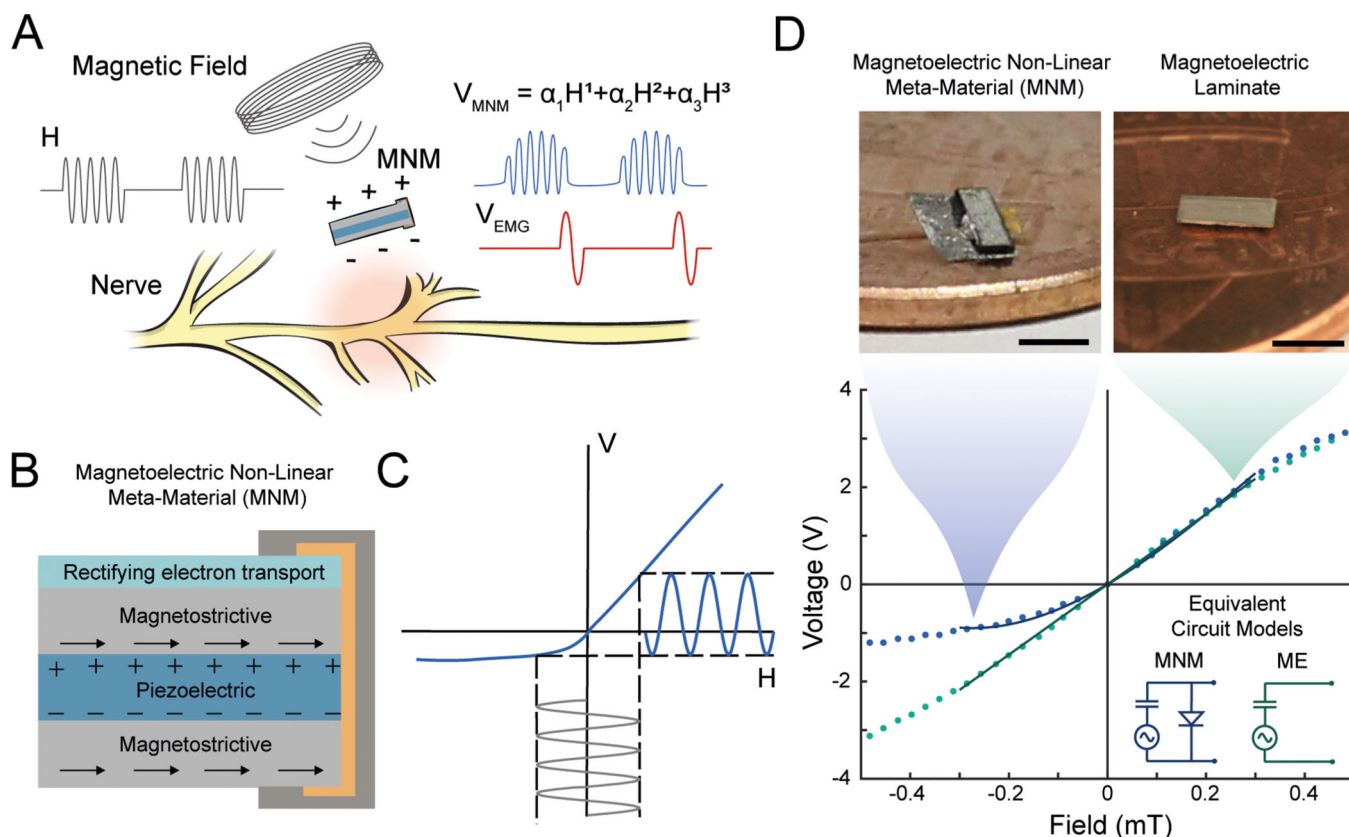 A
Magnetic Field
H
V_MNM = α₁H¹+α₂H²+α₃H³
MNM
+ + +
- - -
V_EMG
Nerve
B
Magnetoelectric Non-Linear
Meta-Material (MNM)
Rectifying electron transport
Magnetostrictive
+ + + + + + + +
Piezoelectric
– – – – – – – –
Magnetostrictive
C
V
H
D
Magnetoelectric Non-Linear
Meta-Material (MNM)
Magnetoelectric
Laminate
4
2
0
-2
-4
Voltage (V)
Equivalent
Circuit Models
MNM
ME
-0.4 -0.2 0 0.2 0.4
Field (mT)